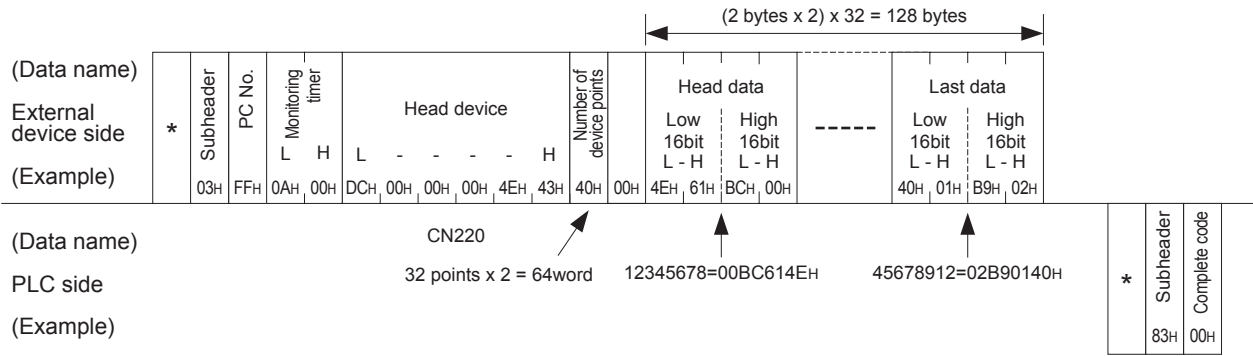 (2 bytes x 2) x 32 = 128 bytes
(Data name)
External
device side
(Example)
*
Subheader
03H
PC No.
FFH
Monitoring
timer
L H
0AH 00H
Head device
L - - - - H
DCH 00H 00H 00H 4EH 43H
Number of
device points
40H 00H
Head data
Low
16bit
L - H
High
16bit
L - H
4EH 61H BCH 00H
Last data
Low
16bit
L - H
High
16bit
L - H
40H 01H B9H 02H
(Data name)
PLC side
(Example)
CN220
32 points x 2 = 64word
12345678=00BC614EH
45678912=02B90140H
*
Subheader
83H
Complete code
00H